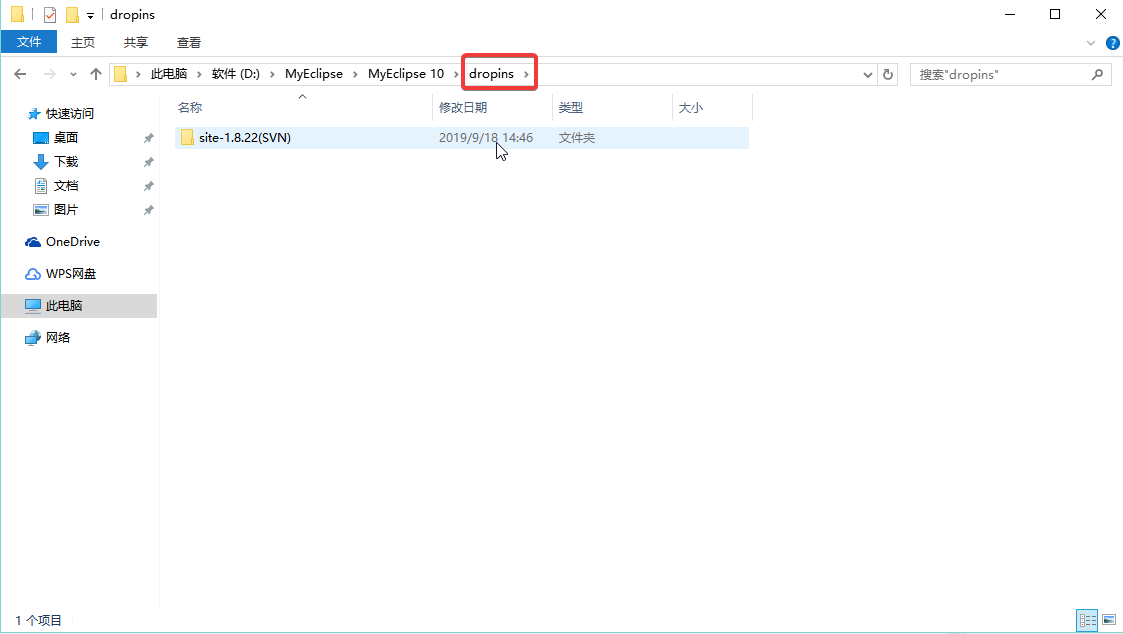 dropins
文件 主页 共享 查看
此电脑 软件 (D:) MyEclipse MyEclipse 10 dropins 搜索"dropins"
名称 修改日期 类型 大小
site-1.8.22(SVN) 2019/9/18 14:46 文件夹
快速访问
桌面
下载
文档
图片
OneDrive
WPS网盘
此电脑
网络
1 个项目